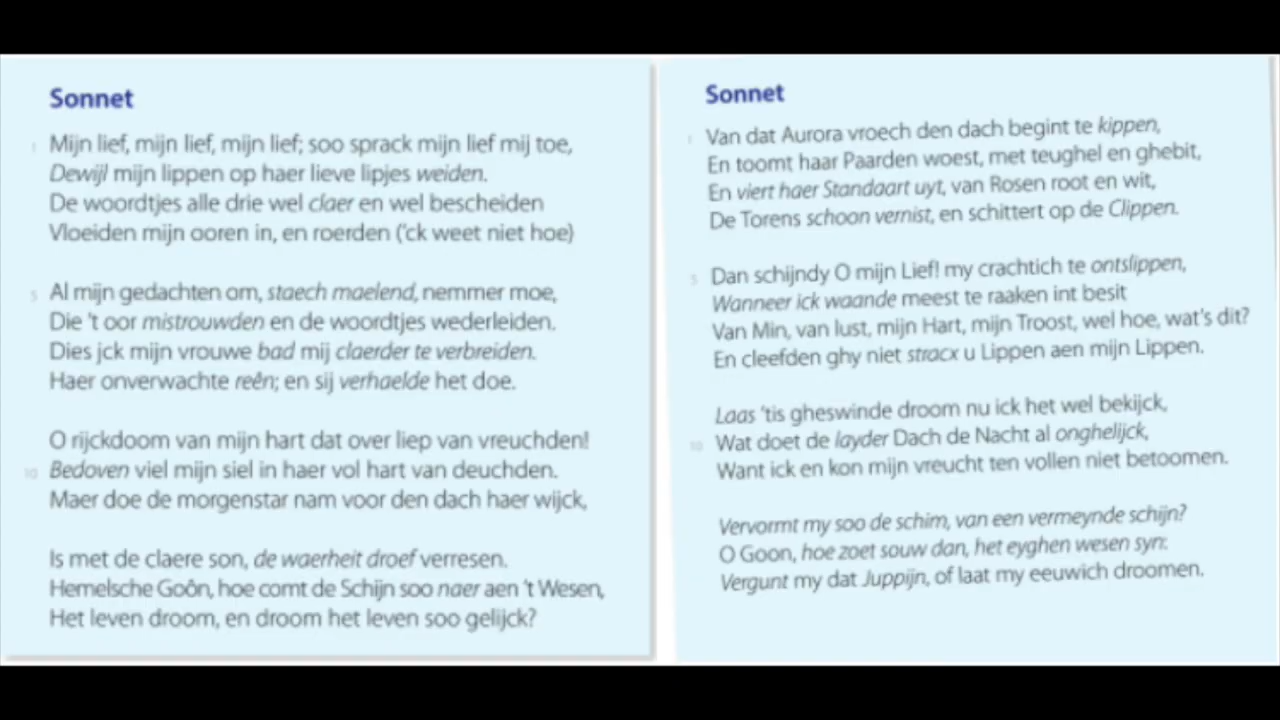 Sonnet
1 Mijn lief, mijn lief, mijn lief; soo sprack mijn lief mij toe,
Dewijl mijn lippen op haer lieve lipjes weiden.
De woordtjes alle drie wel claer en wel bescheiden
Vloeiden mijn ooren in, en roerden ('ck weet niet hoe)
5 Al mijn gedachten om, staech maelend, nemmer moe,
Die 't oor mistrouwden en de woordtjes wederleiden.
Dies jck mijn vrouwe bad mij claerder te verbreiden.
Haer onverwachte reên; en sij verhaelde het doe.
O rijckdoom van mijn hart dat over liep van vreuchden!
10 Bedoven viel mijn siel in haer vol hart van deuchden.
Maer doe de morgenstar nam voor den dach haer wijck,
Is met de claere son, de waerheit droef verresen.
Hemelsche Goôn, hoe comt de Schijn soo naer aen 't Wesen,
Het leven droom, en droom het leven soo gelijck?
Sonnet
1 Van dat Aurora vroech den dach begint te kippen,
En toomt haar Paarden woest, met teughel en ghebit,
En viert haer Standaart uyt, van Rosen root en wit,
De Torens schoon vernist, en schittert op de Clippen.
5 Dan schijndy O mijn Lief! my crachtich te ontslippen,
Wanneer ick waande meest te raaken int besit
Van Min, van lust, mijn Hart, mijn Troost, wel hoe, wat's dit?
En cleefden ghy niet stracx u Lippen aen mijn Lippen.
Laas 'tis gheswinde droom nu ick het wel bekijck,
10 Wat doet de layder Dach de Nacht al onghelijck,
Want ick en kon mijn vreucht ten vollen niet betoomen.
Vervormt my soo de schim, van een vermeynde schijn?
O Goon, hoe zoet souw dan, het eyghen wesen syn:
Vergunt my dat Juppijn, of laat my eeuwich droomen.